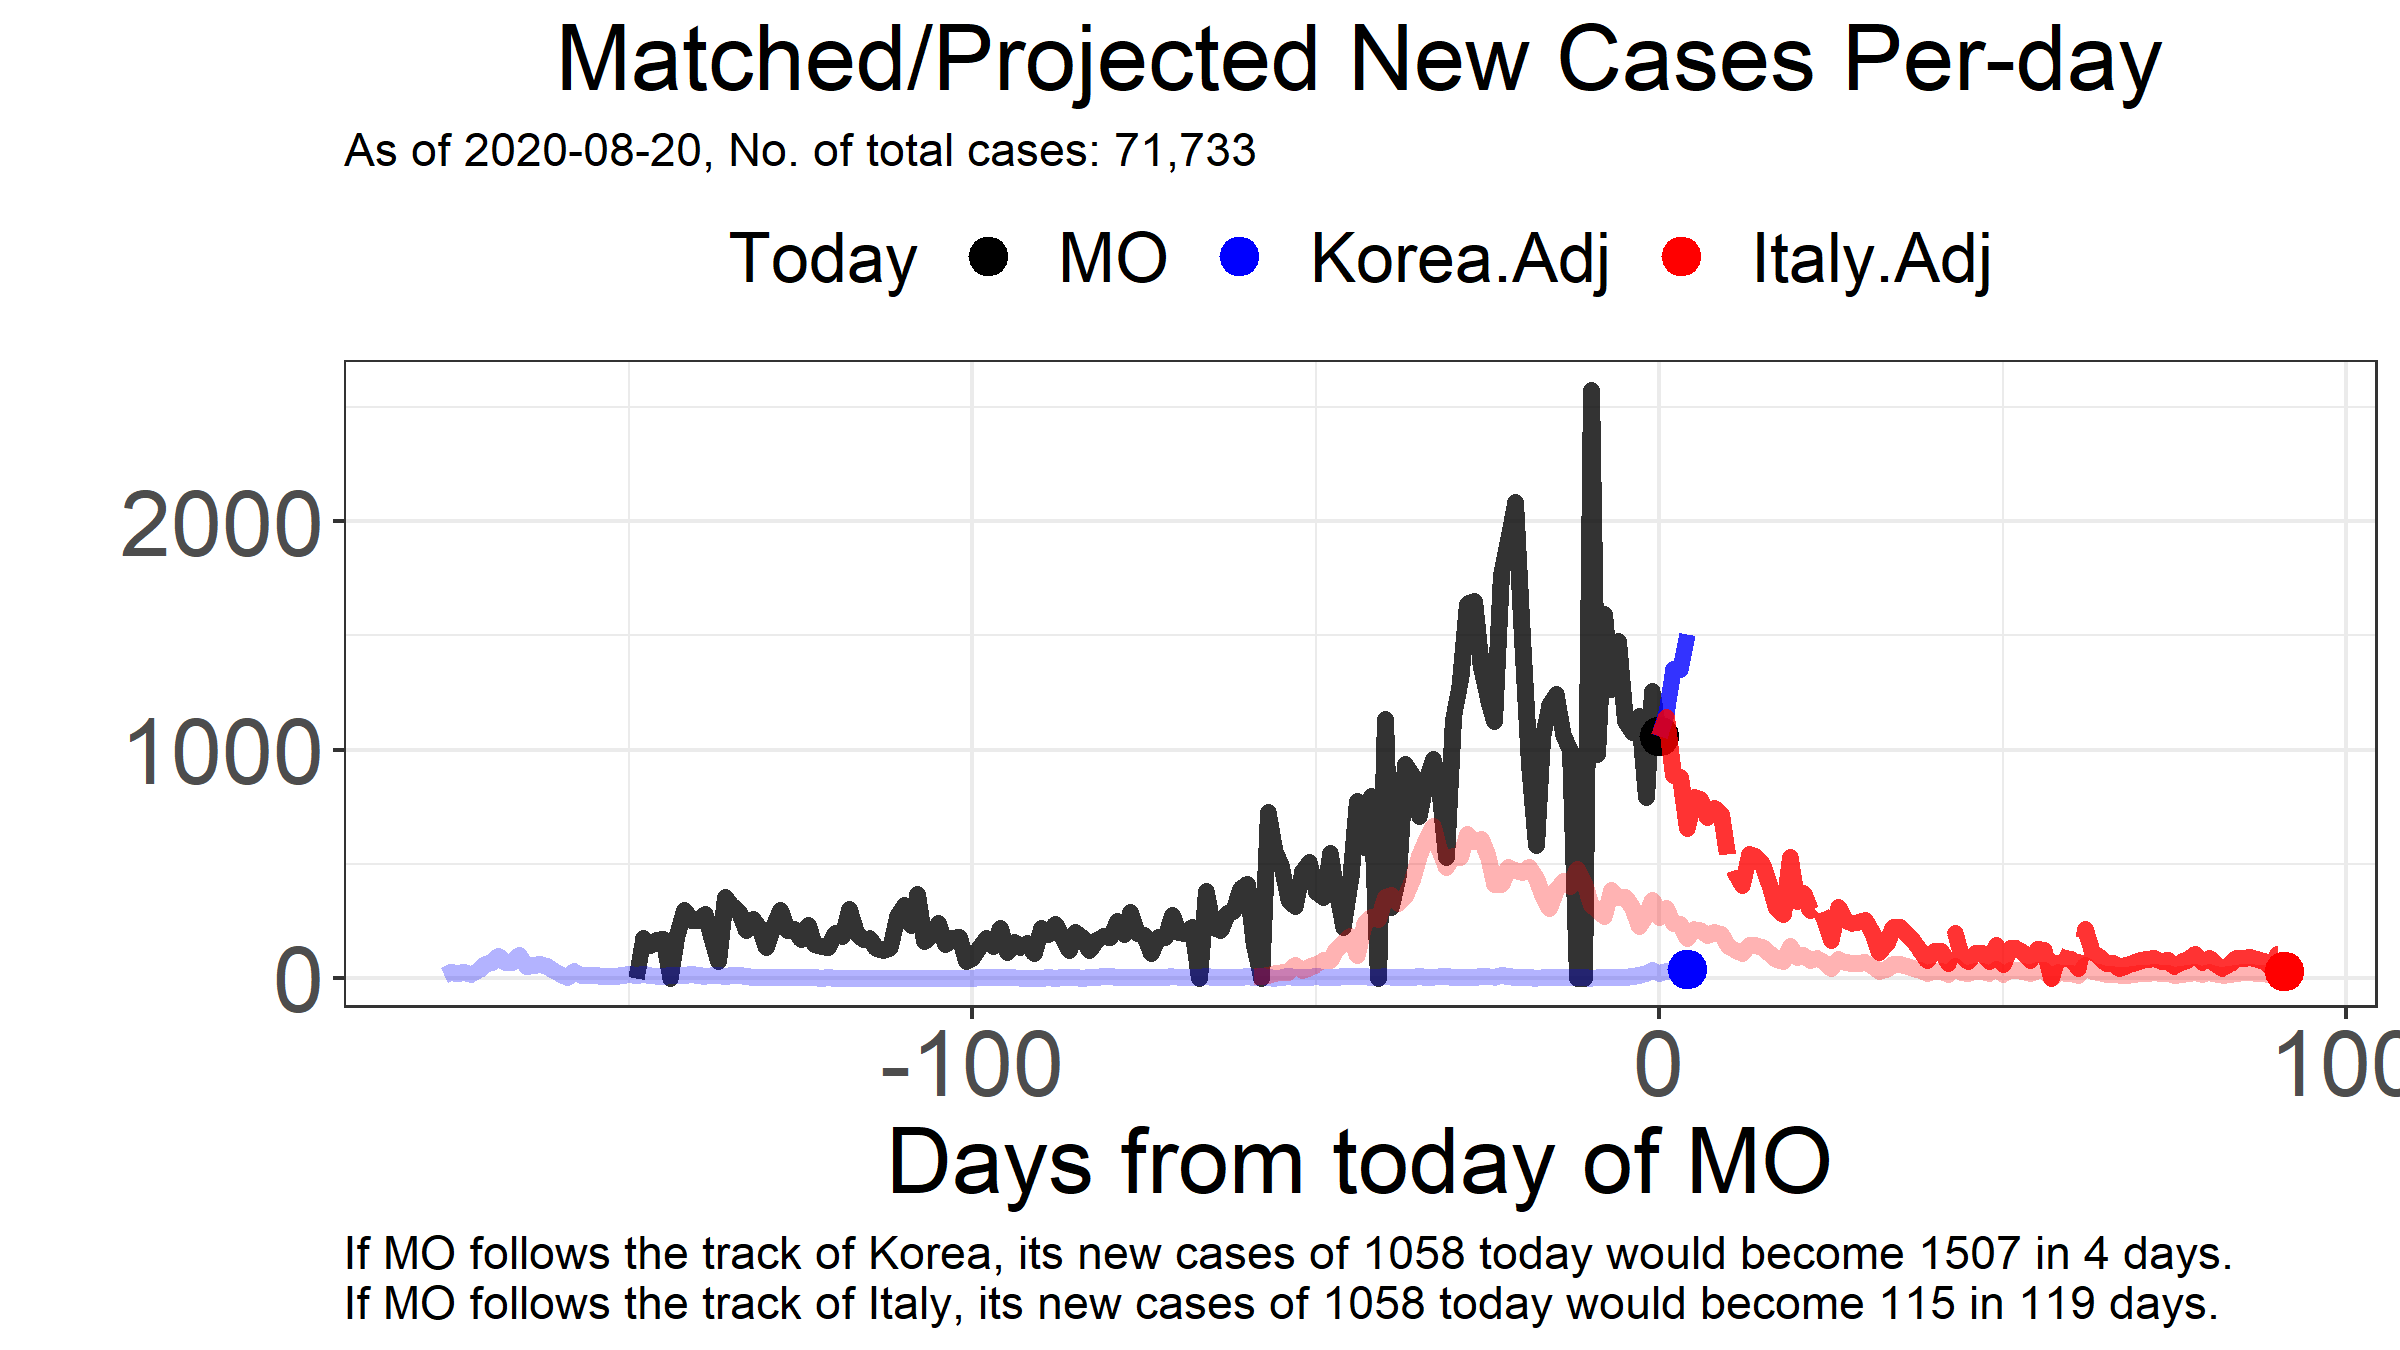 Matched/Projected New Cases Per-day
As of 2020-08-20, No. of total cases: 71,733
Today MO Korea.Adj Italy.Adj
2000
1000
0
-100 0 100
Days from today of MO
If MO follows the track of Korea, its new cases of 1058 today would become 1507 in 4 days.
If MO follows the track of Italy, its new cases of 1058 today would become 115 in 119 days.